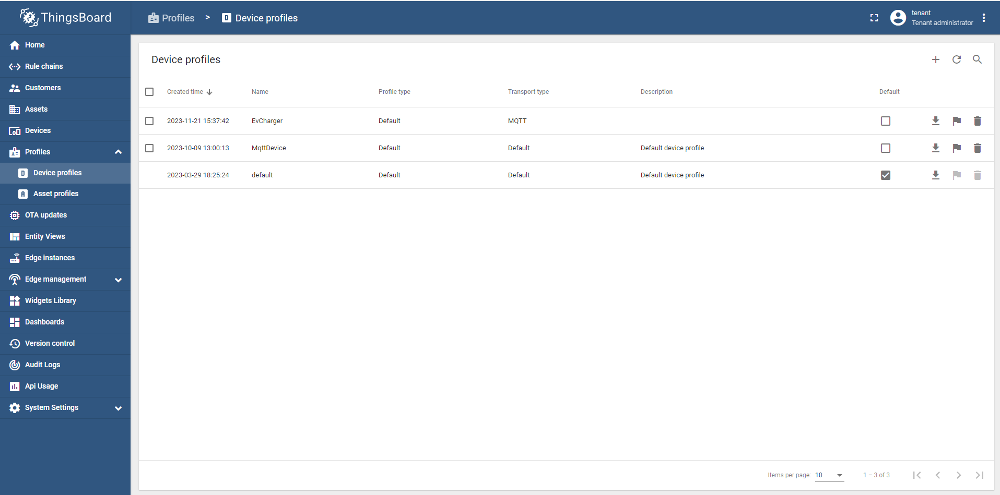 ThingsBoard
Profiles > D Device profiles
tenant
Tenant administrator
Home
Rule chains
Customers
Assets
Devices
Profiles
D Device profiles
A Asset profiles
OTA updates
Entity Views
Edge instances
Edge management
Widgets Library
Dashboards
Version control
Audit Logs
Api Usage
System Settings
Device profiles
Created time Name Profile type Transport type Description Default
2023-11-21 15:37:42 EvCharger Default MQTT
2023-10-09 13:00:13 MqttDevice Default Default Default device profile
2023-03-29 18:25:24 default Default Default Default device profile
Items per page: 10 1 – 3 of 3